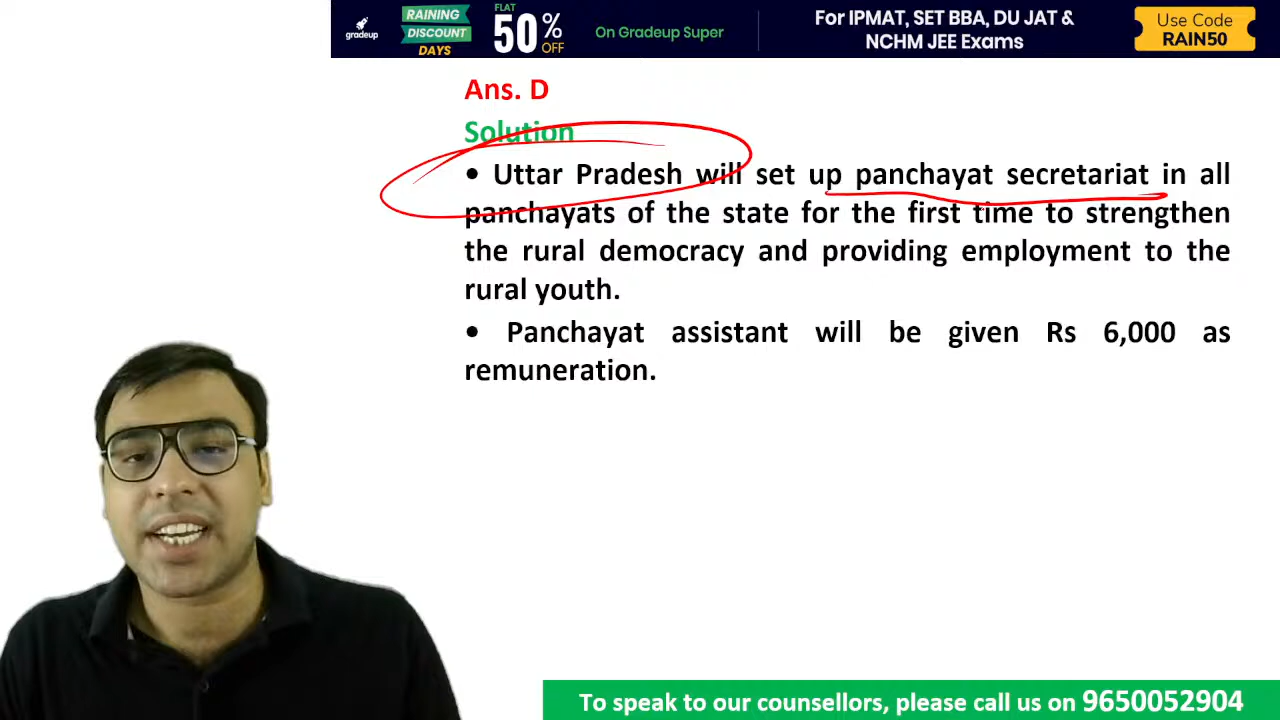 gradeup
RAINING
DISCOUNT
DAYS
FLAT
50% OFF
On Gradeup Super
For IPMAT, SET BBA, DU JAT &
NCHM JEE Exams
Use Code
RAIN50
Ans. D
Solution
• Uttar Pradesh will set up panchayat secretariat in all
panchayats of the state for the first time to strengthen
the rural democracy and providing employment to the
rural youth.
• Panchayat assistant will be given Rs 6,000 as
remuneration.
To speak to our counsellors, please call us on 9650052904